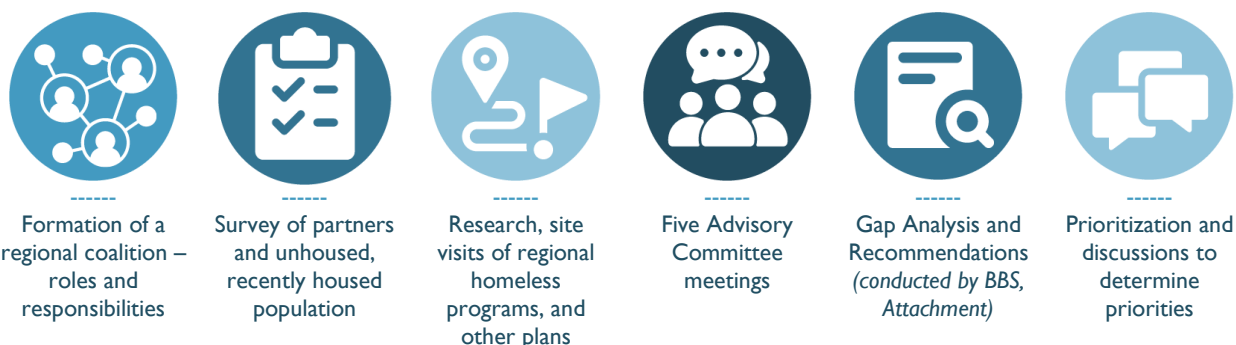 Formation of a
regional coalition –
roles and
responsibilities
Survey of partners
and unhoused,
recently housed
population
Research, site
visits of regional
homeless
programs, and
other plans
Five Advisory
Committee
meetings
Gap Analysis and
Recommendations
(conducted by BBS,
Attachment)
Prioritization and
discussions to
determine
priorities